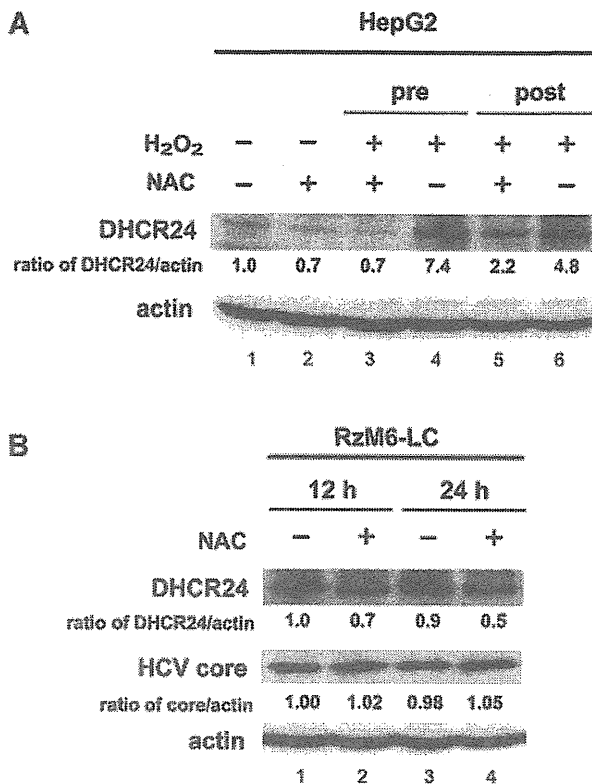 A
HepG2
pre post
H₂O₂ − − + + + +
NAC − + + − + −
DHCR24
ratio of DHCR24/actin 1.0 0.7 0.7 7.4 2.2 4.8
actin
1 2 3 4 5 6
B
RzM6-LC
12 h 24 h
NAC − + − +
DHCR24
ratio of DHCR24/actin 1.0 0.7 0.9 0.5
HCV core
ratio of core/actin 1.00 1.02 0.98 1.05
actin
1 2 3 4